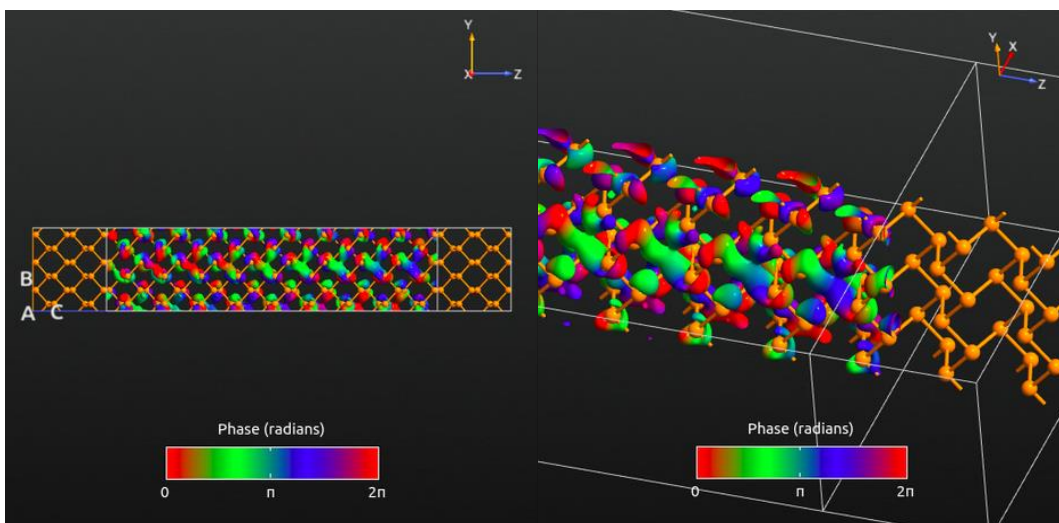 Y
X Z
B
A C
Phase (radians)
0 π 2π
Y X
Z
Phase (radians)
0 π 2π